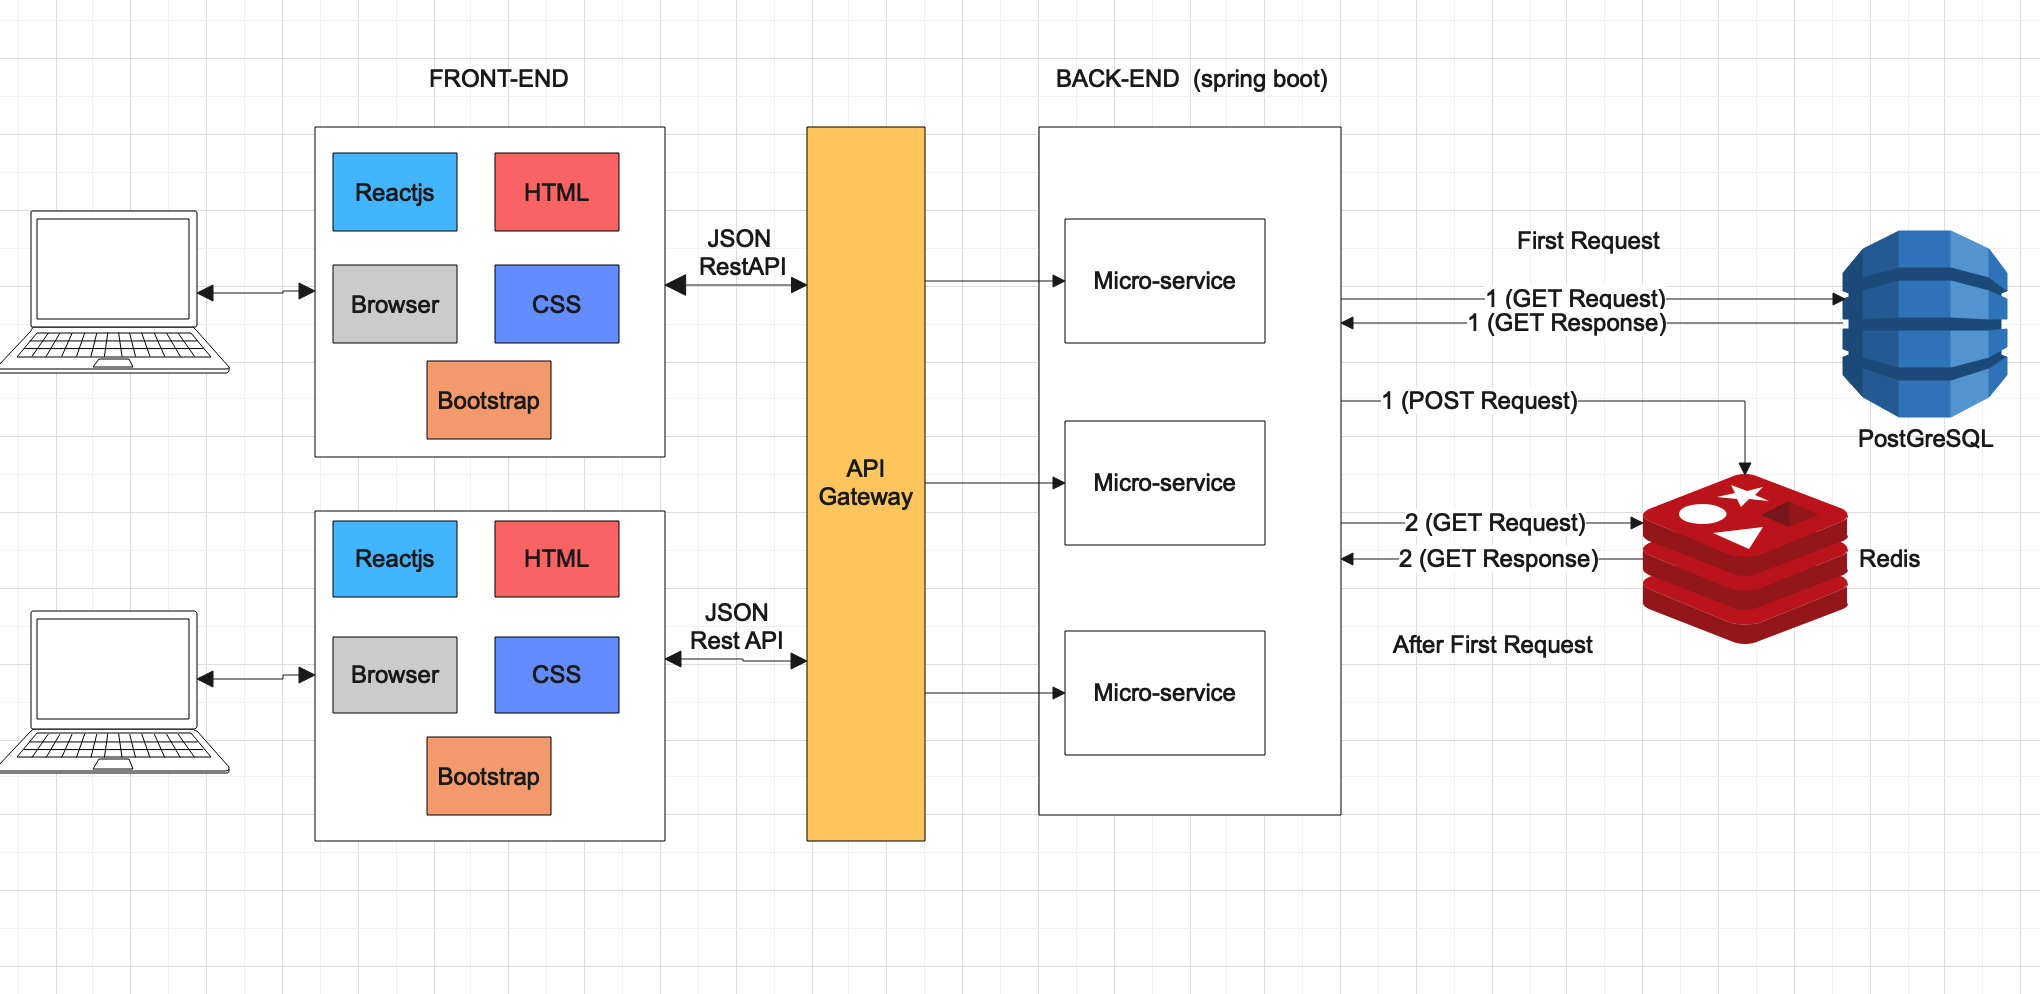 FRONT-END
BACK-END  (spring boot)
Reactjs
HTML
Browser
CSS
Bootstrap
JSON
RestAPI
Reactjs
HTML
Browser
CSS
Bootstrap
JSON
Rest API
API
Gateway
Micro-service
Micro-service
Micro-service
First Request
1 (GET Request)
1 (GET Response)
1 (POST Request)
PostGreSQL
2 (GET Request)
2 (GET Response)
Redis
After First Request